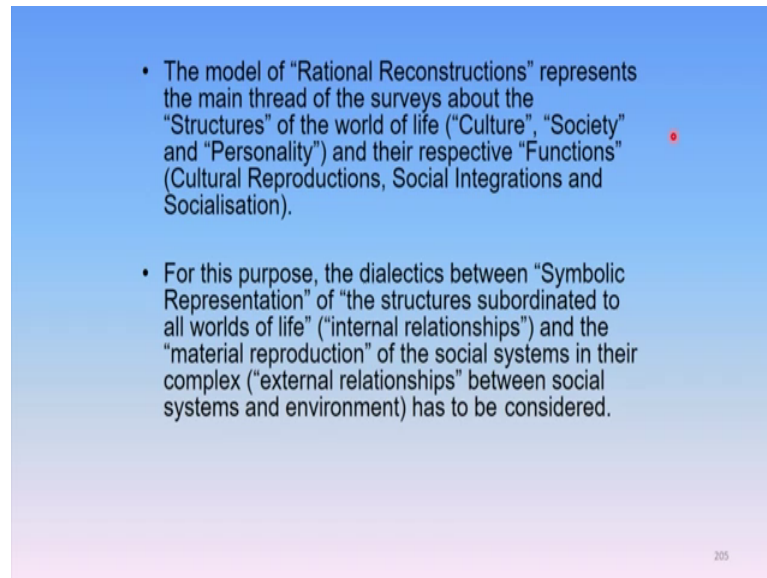 • The model of “Rational Reconstructions” represents
the main thread of the surveys about the
“Structures” of the world of life (“Culture”, “Society”
and “Personality”) and their respective “Functions”
(Cultural Reproductions, Social Integrations and
Socialisation).
• For this purpose, the dialectics between “Symbolic
Representation” of “the structures subordinated to
all worlds of life” (“internal relationships”) and the
“material reproduction” of the social systems in their
complex (“external relationships” between social
systems and environment) has to be considered.
205